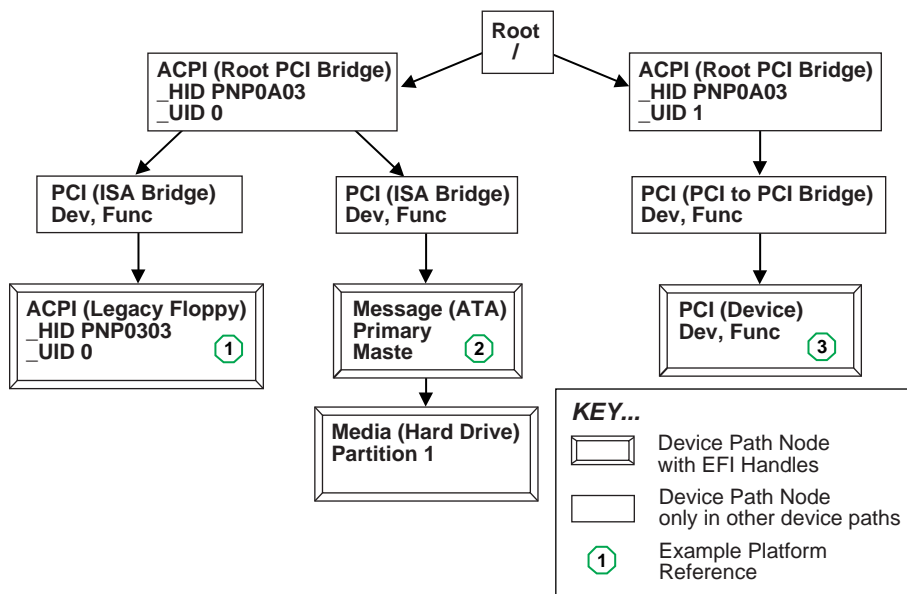 Root
/
ACPI (Root PCI Bridge)
_HID PNP0A03
_UID 0
ACPI (Root PCI Bridge)
_HID PNP0A03
_UID 1
PCI (ISA Bridge)
Dev, Func
PCI (ISA Bridge)
Dev, Func
PCI (PCI to PCI Bridge)
Dev, Func
ACPI (Legacy Floppy)
_HID PNP0303
_UID 0
1
Message (ATA)
Primary
Maste
2
PCI (Device)
Dev, Func
3
Media (Hard Drive)
Partition 1
KEY...
Device Path Node
with EFI Handles
Device Path Node
only in other device paths
1
Example Platform
Reference